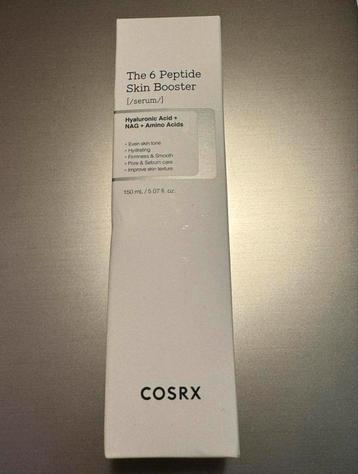 The 6 Peptide
Skin Booster
[/serum/]
Hyaluronic Acid +
NAG + Amino Acids
• Even skin tone
• Hydrating
• Firmness & Smooth
• Pore & Sebum care
• Improve skin texture
150 mL / 5.07 fl. oz.
COSRX